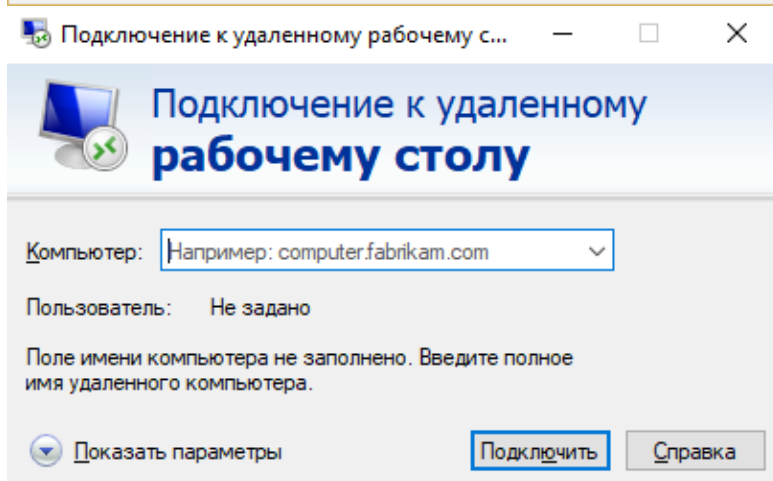 Подключение к удаленному рабочему с...
Подключение к удаленному
рабочему столу
Компьютер: Например: computer.fabrikam.com
Пользователь: Не задано
Поле имени компьютера не заполнено. Введите полное
имя удаленного компьютера.
Показать параметры Подключить Справка